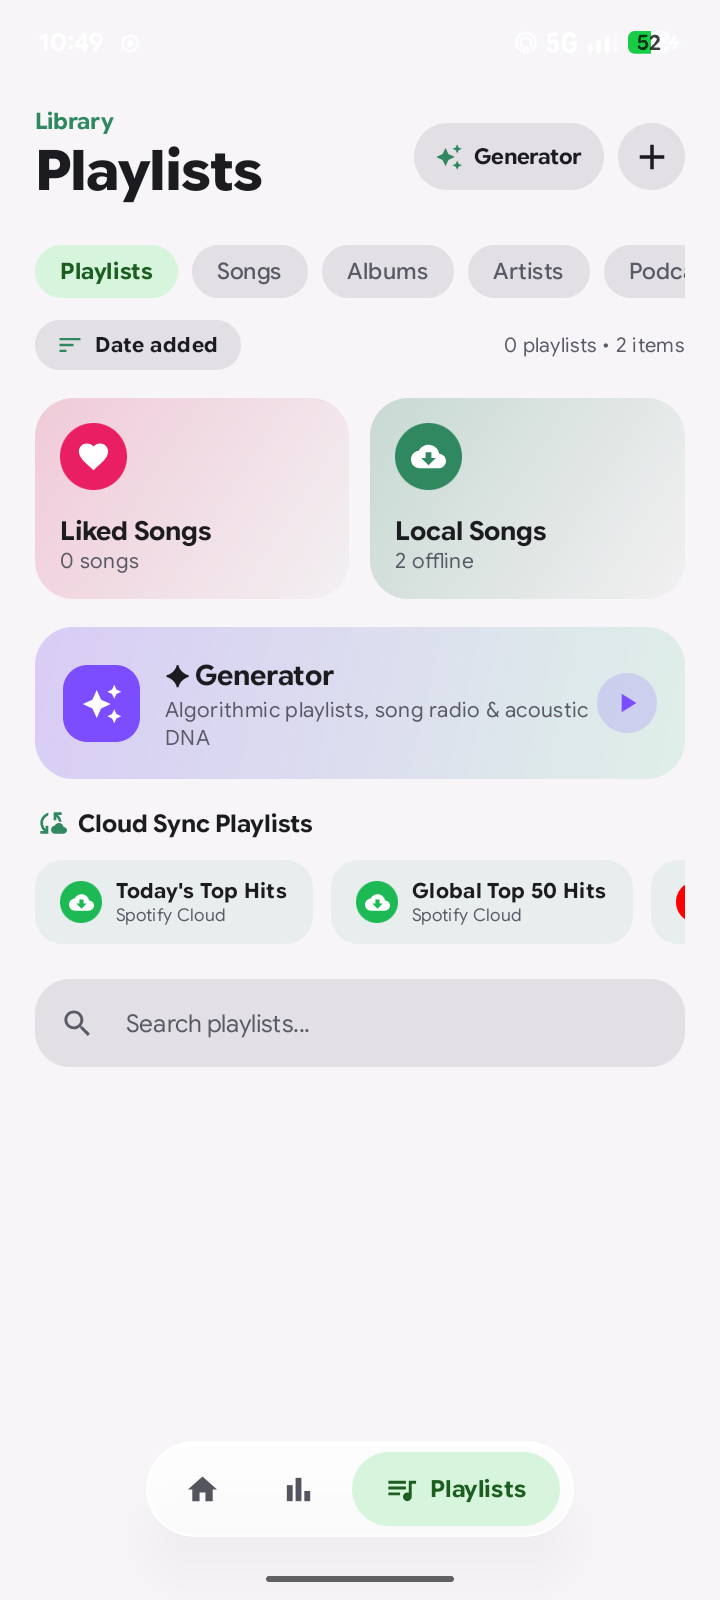 10:49
5G
52
Library
Playlists
Generator
Playlists
Songs
Albums
Artists
Podca
Date added
0 playlists • 2 items
Liked Songs
0 songs
Local Songs
2 offline
✦ Generator
Algorithmic playlists, song radio & acoustic
DNA
Cloud Sync Playlists
Today's Top Hits
Spotify Cloud
Global Top 50 Hits
Spotify Cloud
Search playlists...
Playlists